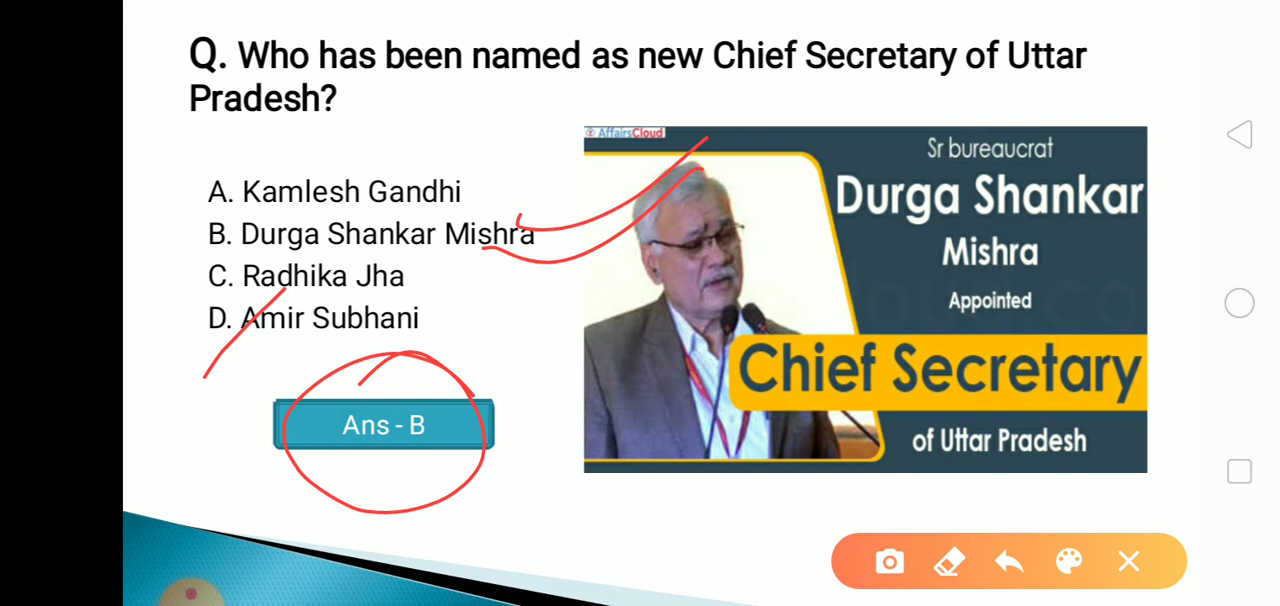 Q. Who has been named as new Chief Secretary of Uttar
Pradesh?
A. Kamlesh Gandhi
B. Durga Shankar Mishra
C. Radhika Jha
D. Amir Subhani
Ans - B
AffairsCloud
Sr bureaucrat
Durga Shankar
Mishra
Appointed
Chief Secretary
of Uttar Pradesh